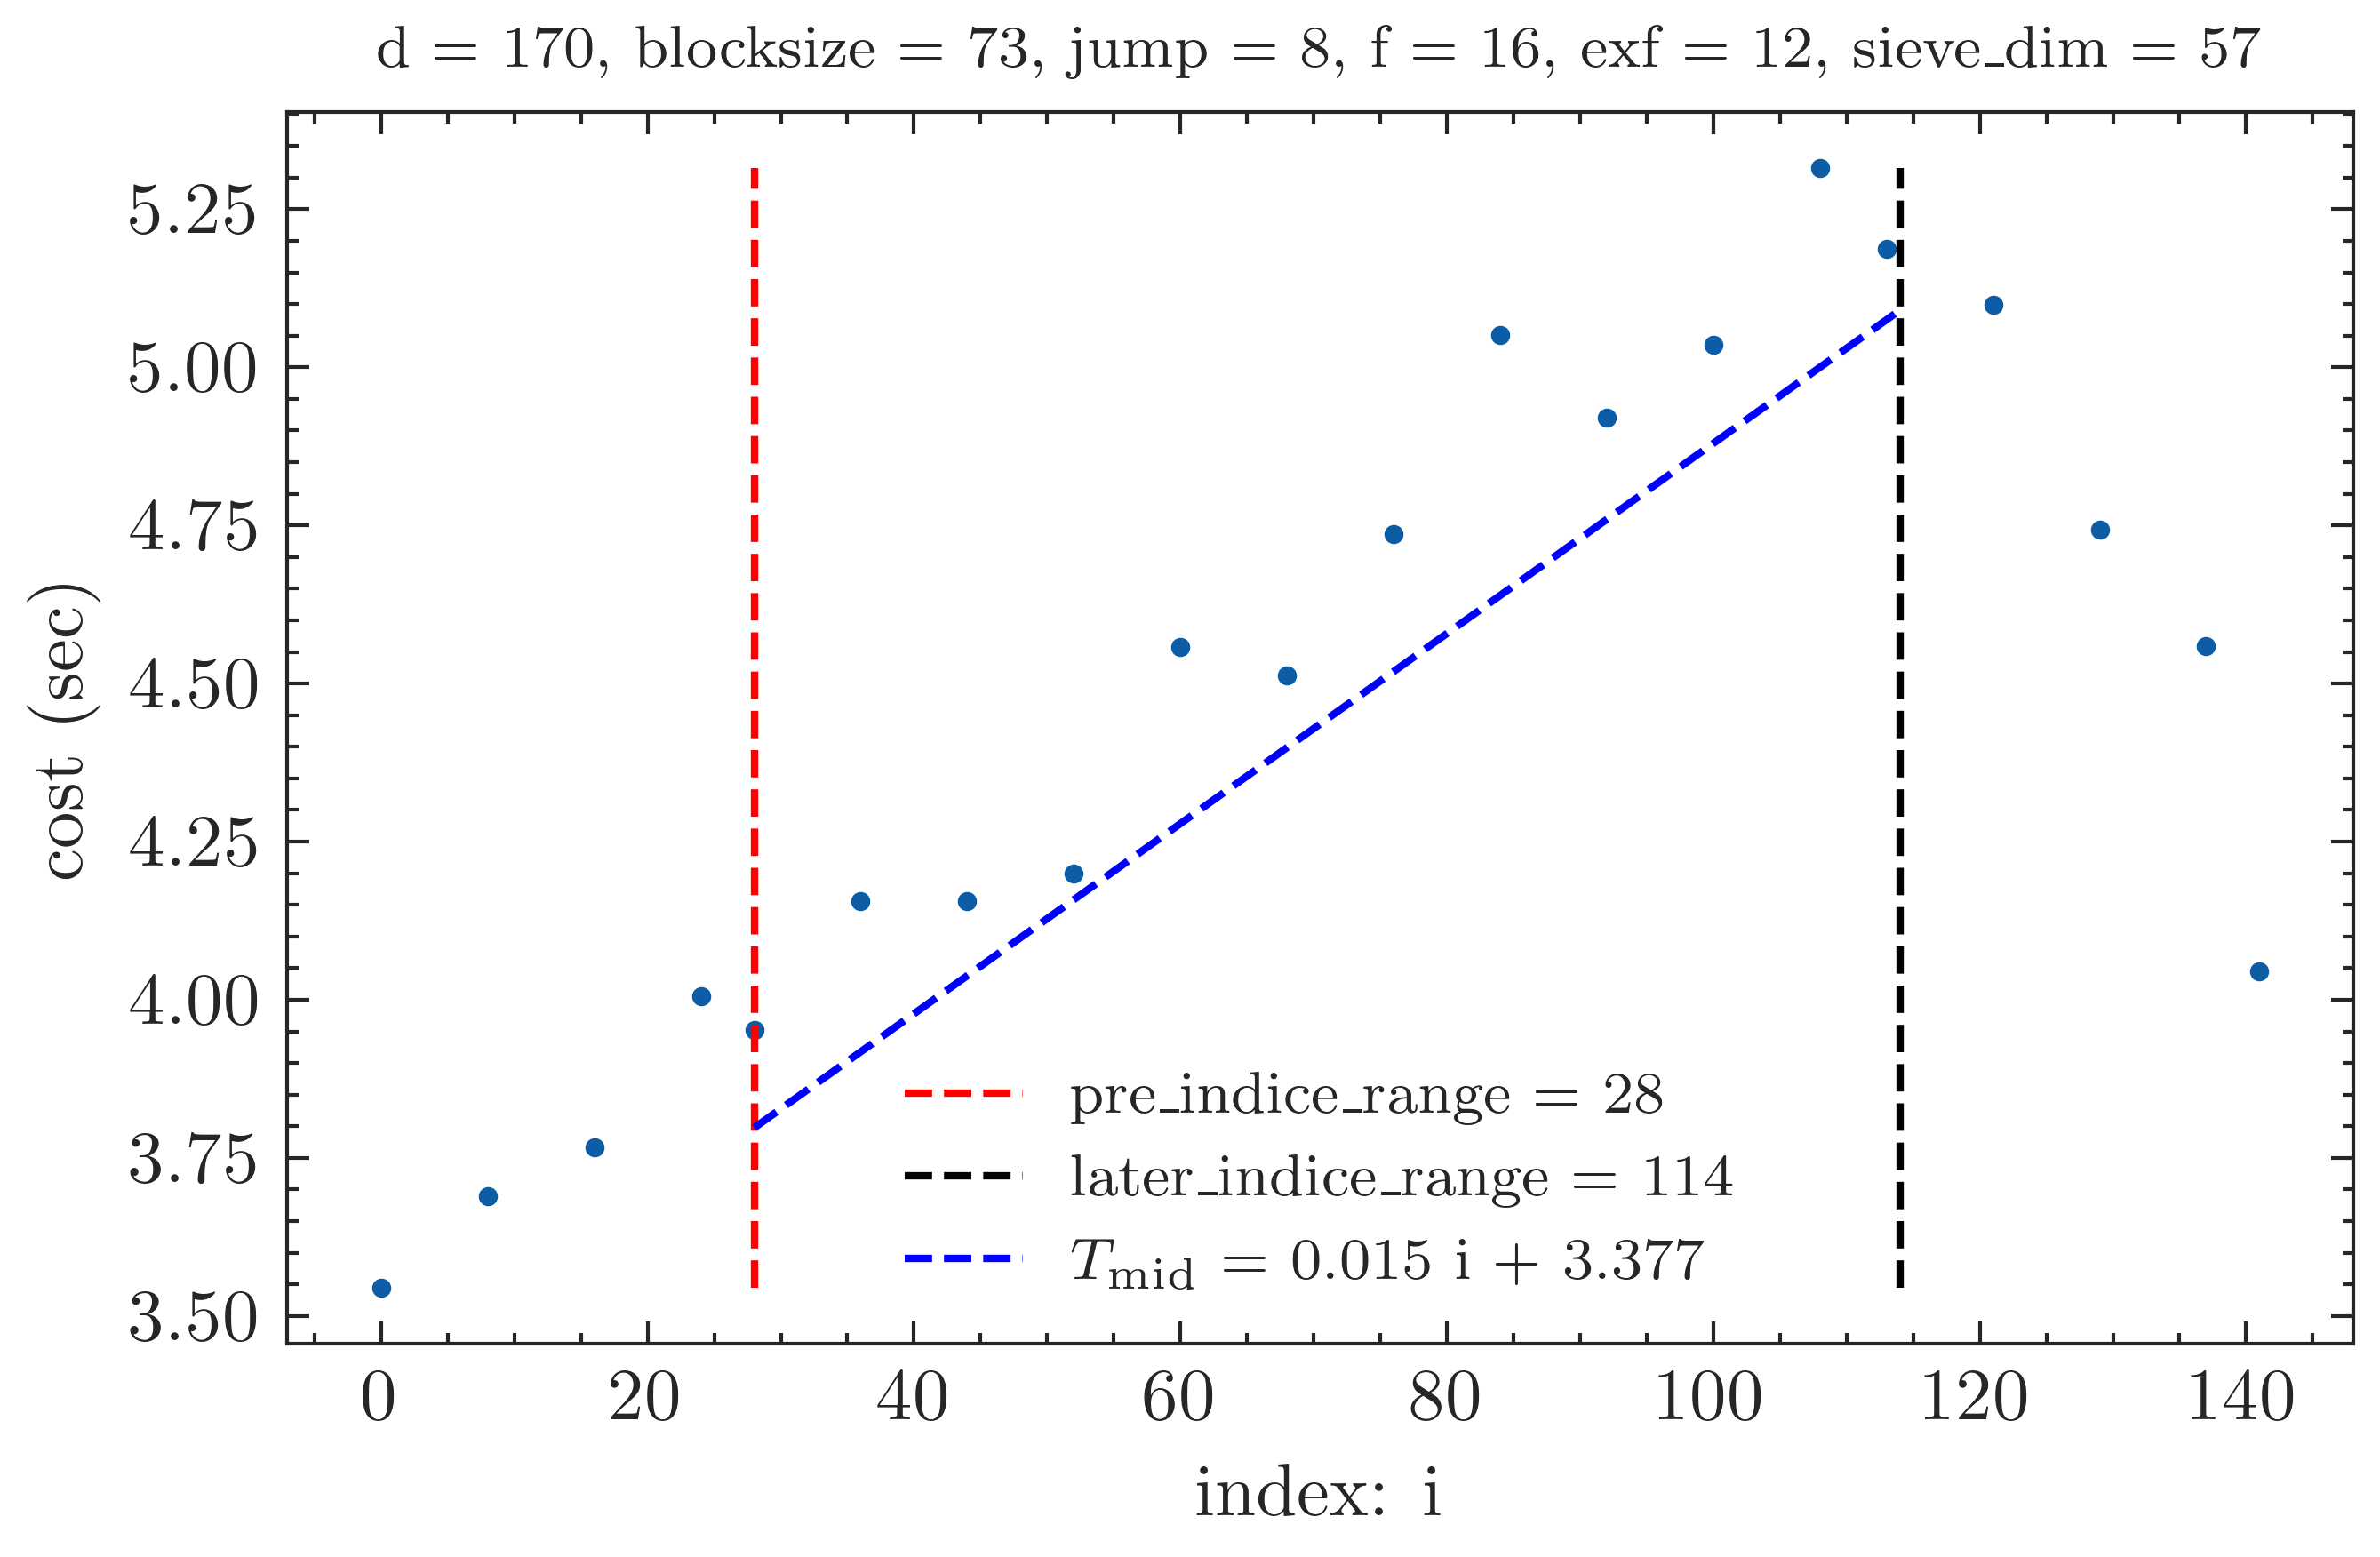 d = 170, blocksize = 73, jump = 8, f = 16, exf = 12, sieve_dim = 57
5.25
5.00
4.75
4.50
4.25
4.00
3.75
3.50
cost (sec)
pre_indice_range = 28
later_indice_range = 114
T_mid = 0.015 i + 3.377
0 20 40 60 80 100 120 140
index: i